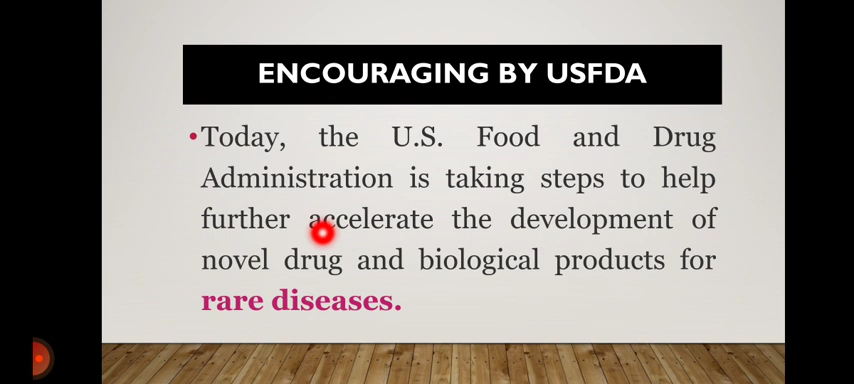 ENCOURAGING BY USFDA
•Today, the U.S. Food and Drug
Administration is taking steps to help
further accelerate the development of
novel drug and biological products for
rare diseases.